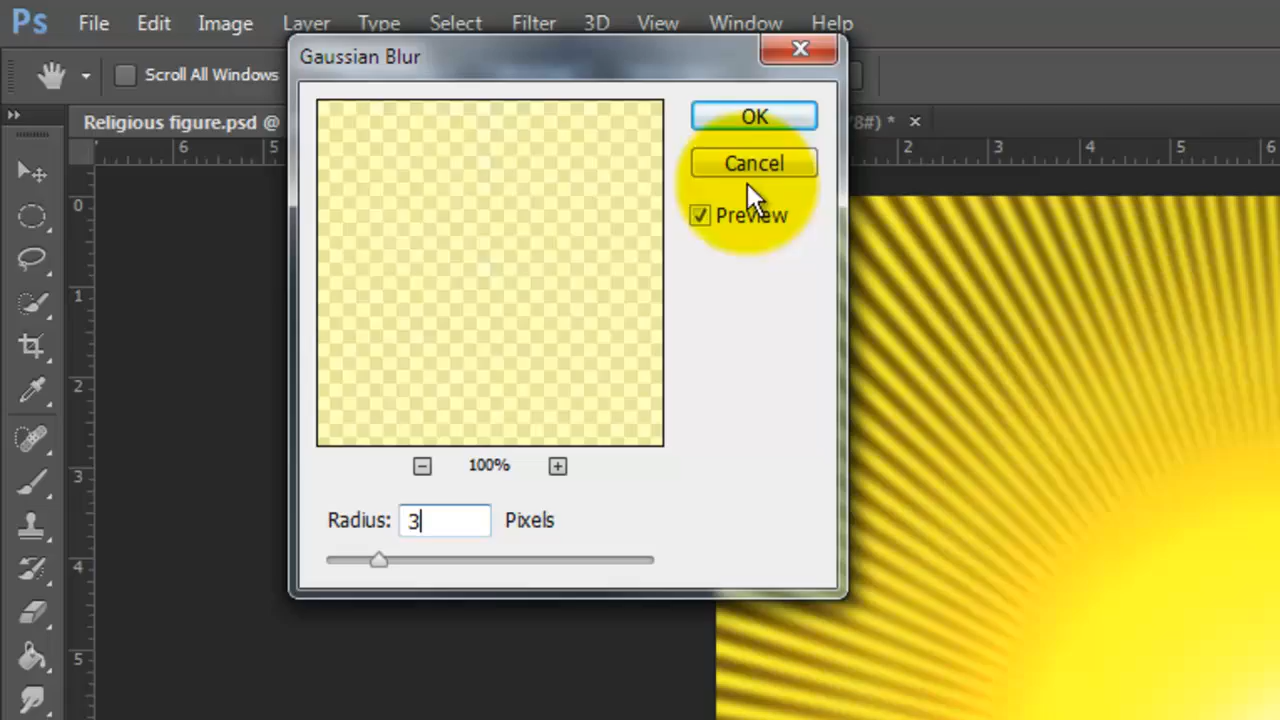 Ps File Edit Image Layer Type Select Filter 3D View Window Help
Gaussian Blur
Scroll All Windows
OK
Religious figure.psd @
8#) * ×
6 5 2 3 4 5 6
Cancel
0
Preview
1
2
3
100%
Radius: 3 Pixels
4
5